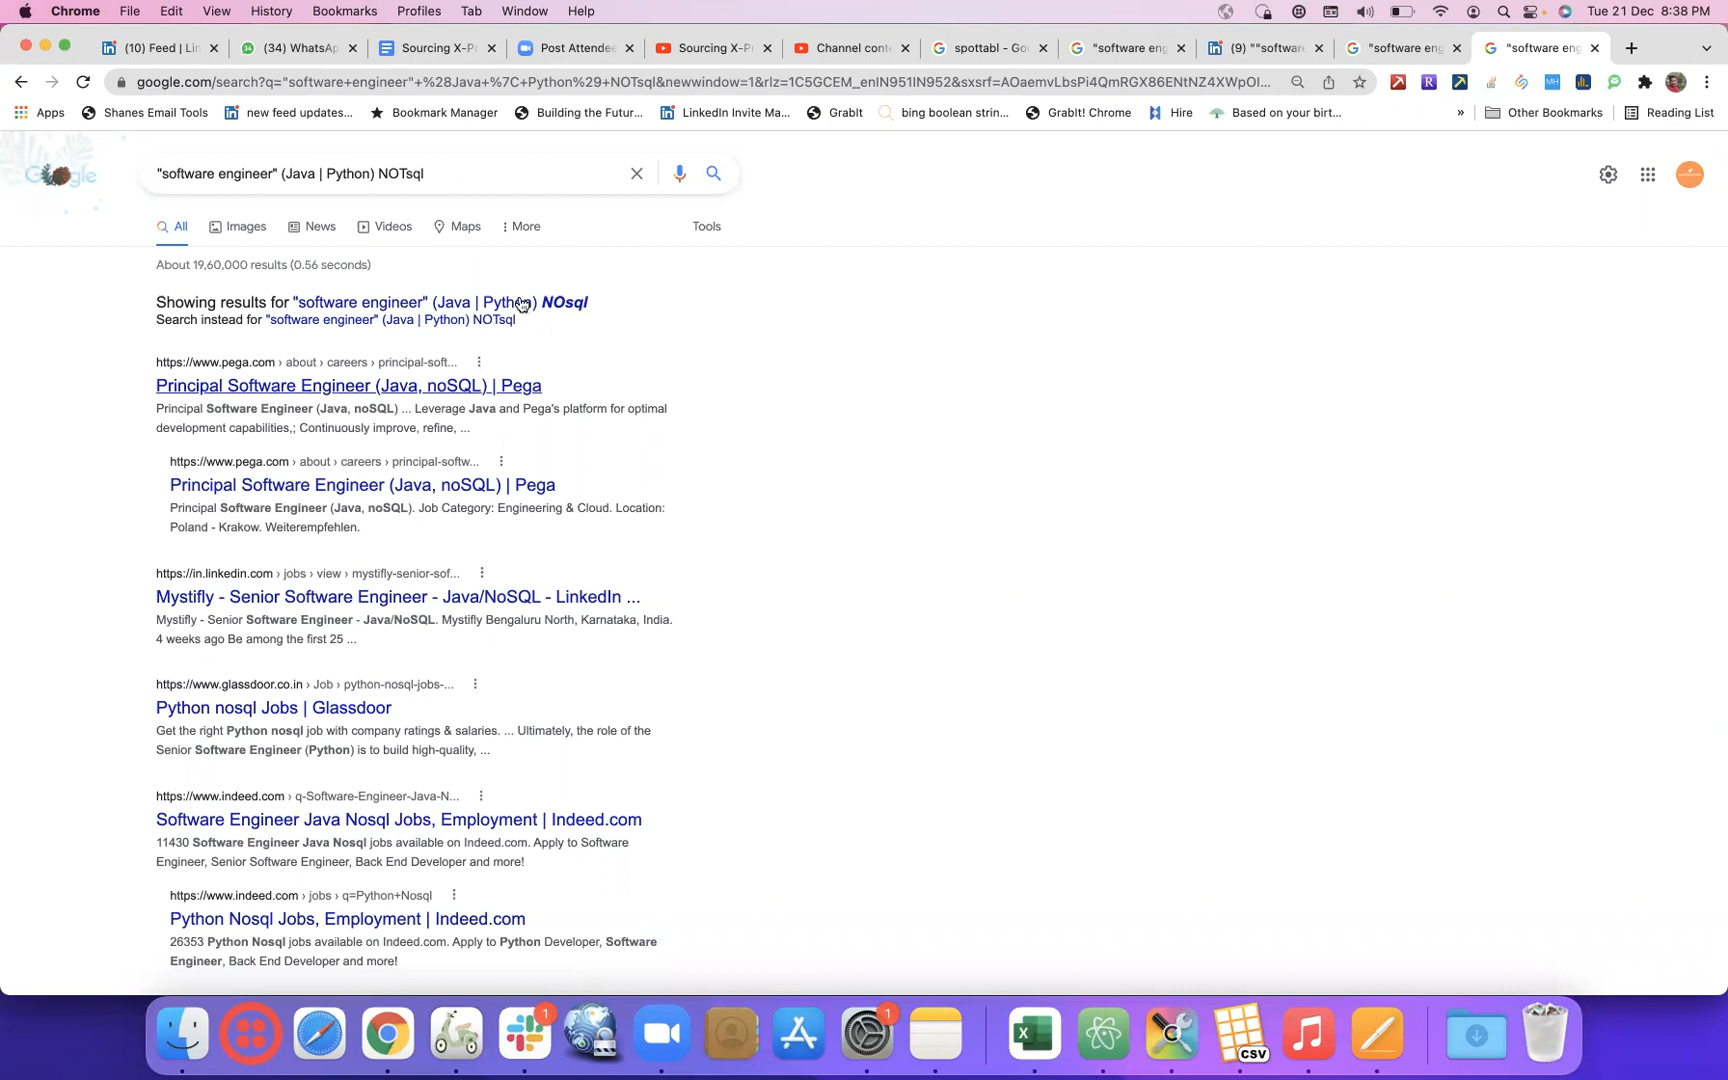 Chrome File Edit View History Bookmarks Profiles Tab Window Help Tue 21 Dec 8:38 PM
(10) Feed | Lin (34) WhatsAp Sourcing X-Pr Post Attendee Sourcing X-Pr Channel conte spottabl - Goo "software eng (9) ""software "software eng "software eng
google.com/search?q="software+engineer"+%28Java+%7C+Python%29+NOTsql&newwindow=1&rlz=1C5GCEM_enIN951IN952&sxsrf=AOaemvLbsPi4QmRGX86ENtNZ4XWpOI...
Apps Shanes Email Tools new feed updates... Bookmark Manager Building the Futur... LinkedIn Invite Ma... GrabIt bing boolean strin... GrabIt! Chrome Hire Based on your birt... » Other Bookmarks Reading List
Google "software engineer" (Java | Python) NOTsql
All Images News Videos Maps More Tools
About 19,60,000 results (0.56 seconds)
Showing results for "software engineer" (Java | Python) NOsql
Search instead for "software engineer" (Java | Python) NOTsql
https://www.pega.com › about › careers › principal-soft...
Principal Software Engineer (Java, noSQL) | Pega
Principal Software Engineer (Java, noSQL) ... Leverage Java and Pega's platform for optimal
development capabilities,; Continuously improve, refine, ...
https://www.pega.com › about › careers › principal-softw...
Principal Software Engineer (Java, noSQL) | Pega
Principal Software Engineer (Java, noSQL). Job Category: Engineering & Cloud. Location:
Poland - Krakow. Weiterempfehlen.
https://in.linkedin.com › jobs › view › mystifly-senior-sof...
Mystifly - Senior Software Engineer - Java/NoSQL - LinkedIn ...
Mystifly - Senior Software Engineer - Java/NoSQL. Mystifly Bengaluru North, Karnataka, India.
4 weeks ago Be among the first 25 ...
https://www.glassdoor.co.in › Job › python-nosql-jobs-...
Python nosql Jobs | Glassdoor
Get the right Python nosql job with company ratings & salaries. ... Ultimately, the role of the
Senior Software Engineer (Python) is to build high-quality, ...
https://www.indeed.com › q-Software-Engineer-Java-N...
Software Engineer Java Nosql Jobs, Employment | Indeed.com
11430 Software Engineer Java Nosql jobs available on Indeed.com. Apply to Software
Engineer, Senior Software Engineer, Back End Developer and more!
https://www.indeed.com › jobs › q=Python+Nosql
Python Nosql Jobs, Employment | Indeed.com
26353 Python Nosql jobs available on Indeed.com. Apply to Python Developer, Software
Engineer, Back End Developer and more!
1 1 CSV